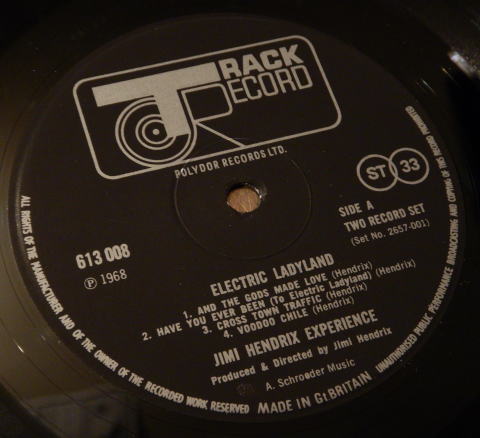 TRACK
RECORD
POLYDOR RECORDS LTD.
ST 33
613 008
℗ 1968
SIDE A
TWO RECORD SET
(Set No. 2657-001)
ELECTRIC LADYLAND
1. AND THE GODS MADE LOVE (Hendrix)
2. HAVE YOU EVER BEEN (To Electric Ladyland) (Hendrix)
3. CROSS TOWN TRAFFIC (Hendrix)
4. VOODOO CHILE (Hendrix)
JIMI HENDRIX EXPERIENCE
Produced & Directed by Jimi Hendrix
A. Schroeder Music
ALL RIGHTS OF THE MANUFACTURER AND OF THE OWNER OF THE RECORDED WORK RESERVED
MADE IN Gt.BRITAIN
UNAUTHORISED PUBLIC PERFORMANCE BROADCASTING AND COPYING OF THIS RECORD PROHIBITED